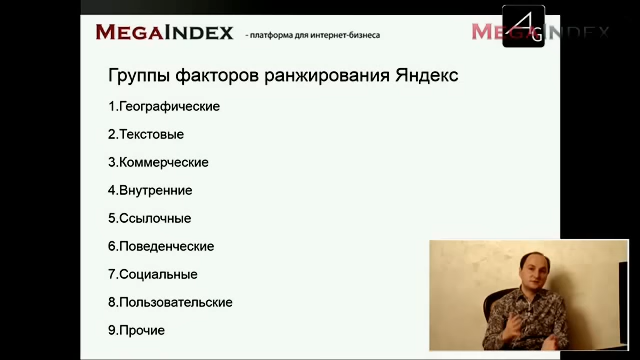 MEGAINDEX - платформа для интернет-бизнеса
MEGAINDEX
AG
Группы факторов ранжирования Яндекс
1.Географические
2.Текстовые
3.Коммерческие
4.Внутренние
5.Ссылочные
6.Поведенческие
7.Социальные
8.Пользовательские
9.Прочие